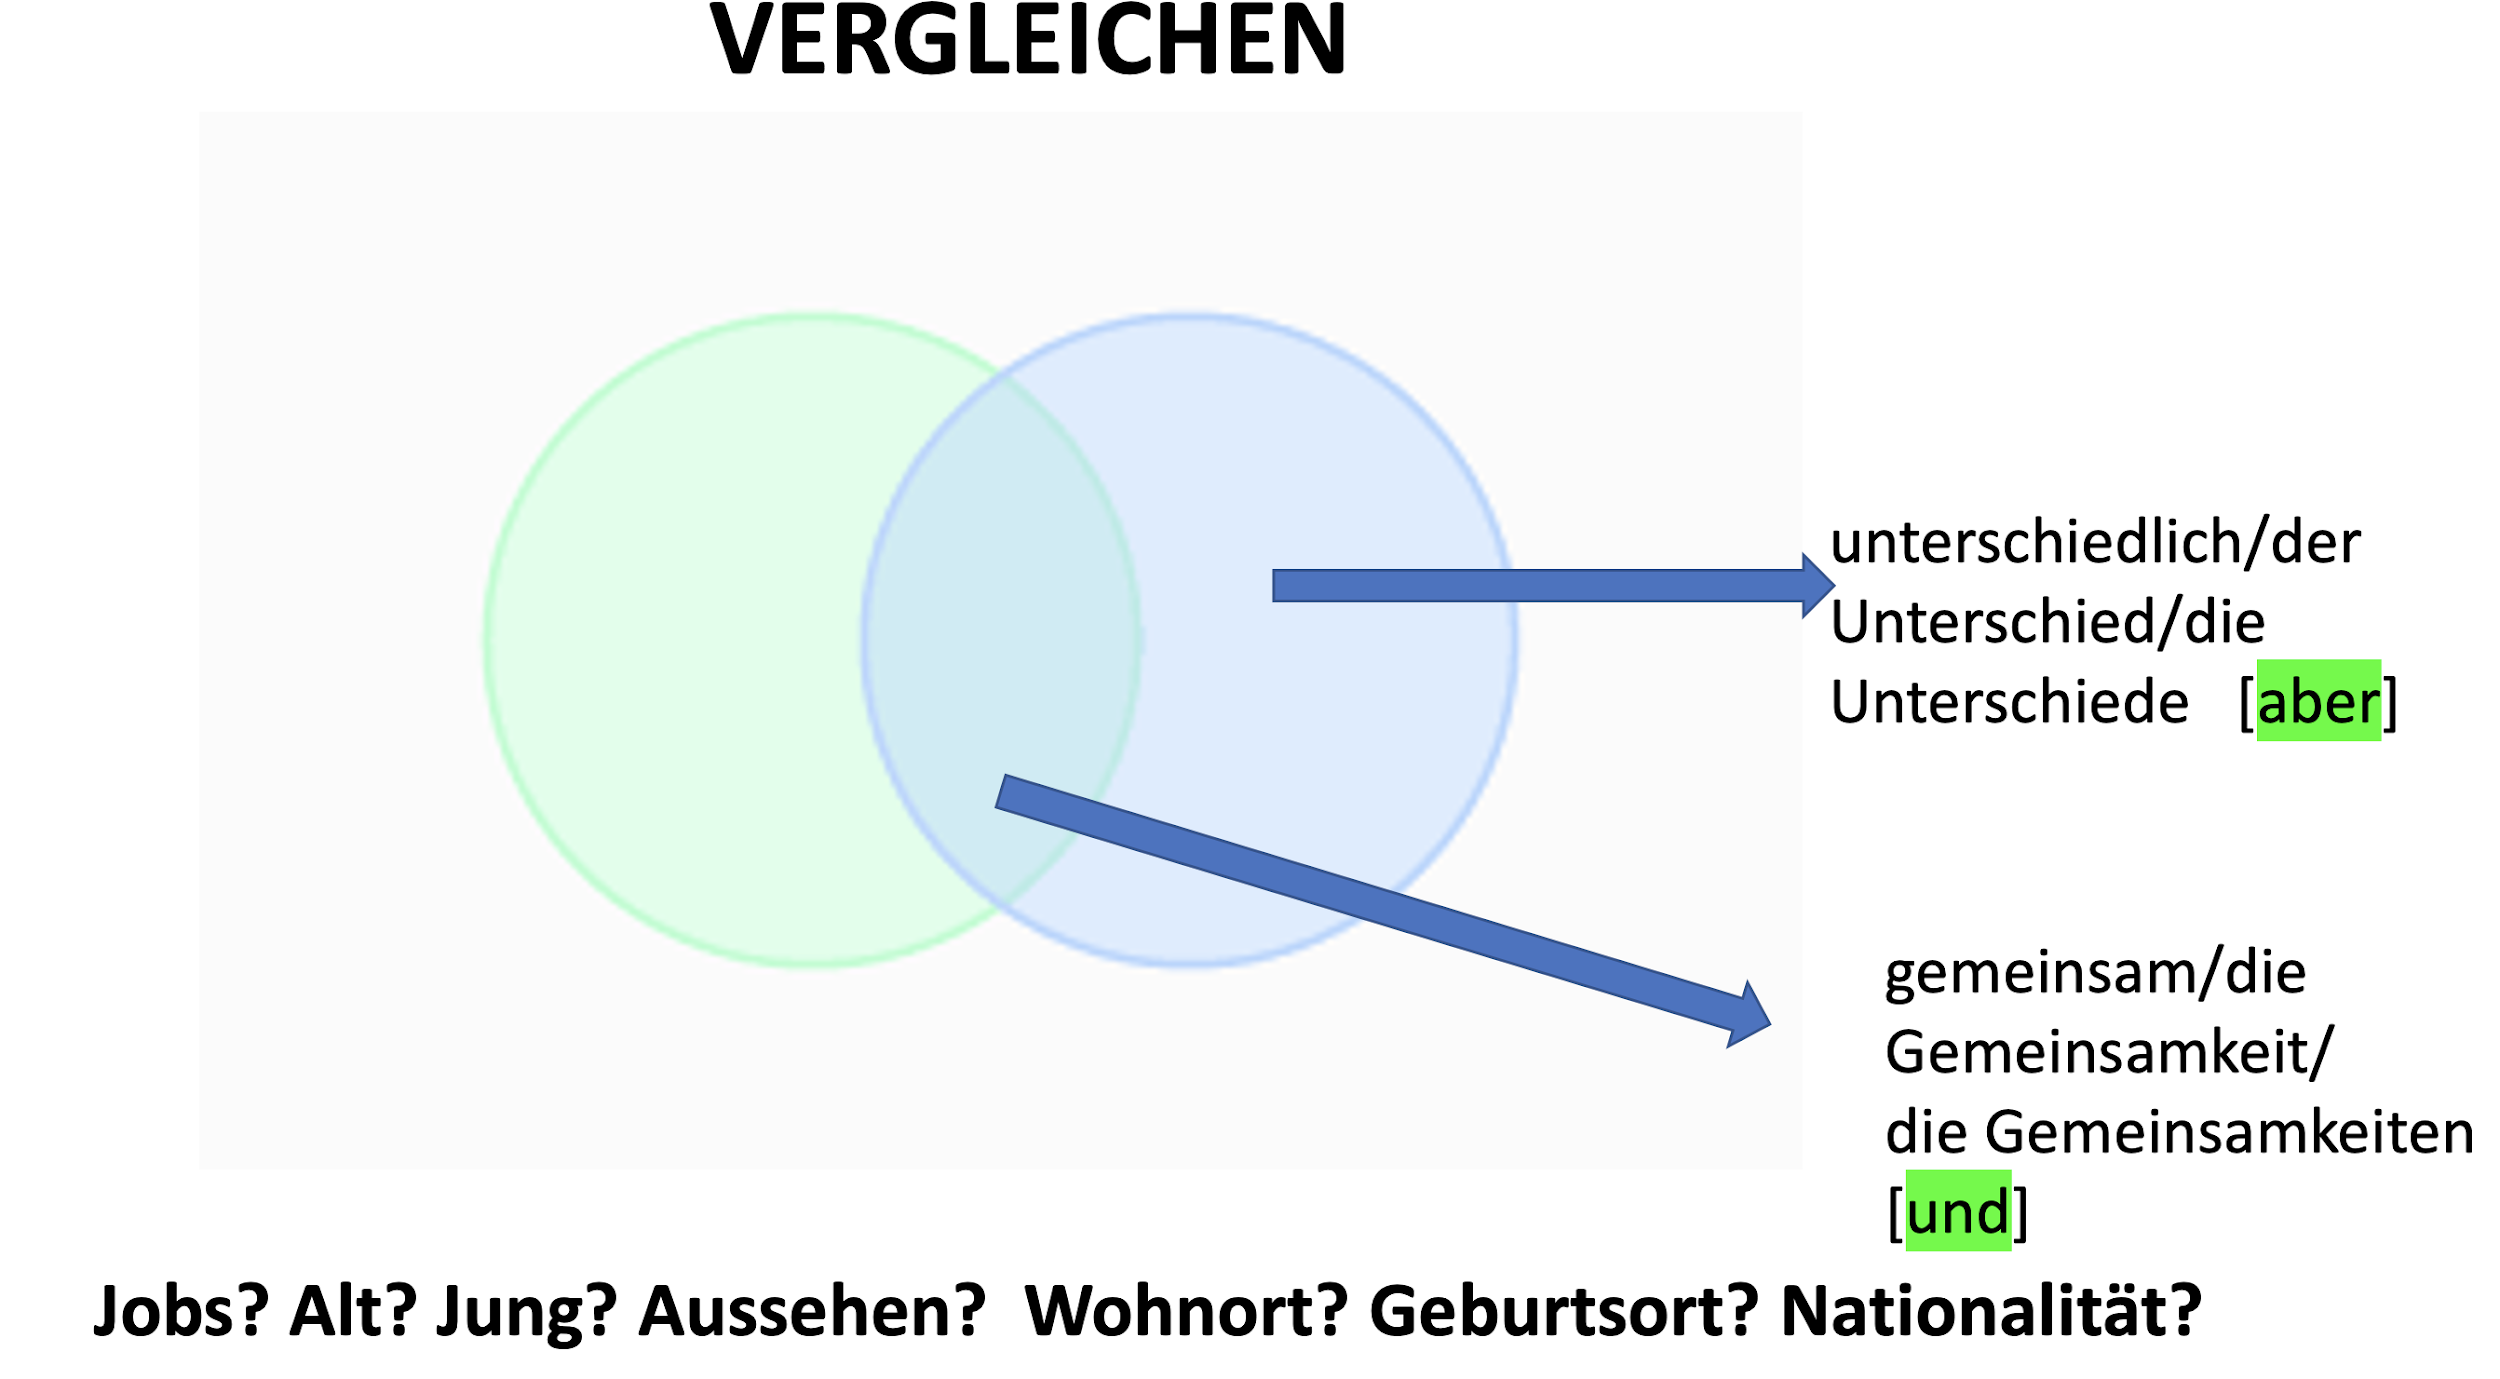 VERGLEICHEN
unterschiedlich/der
Unterschied/die
Unterschiede [aber]
gemeinsam/die
Gemeinsamkeit/
die Gemeinsamkeiten
[und]
Jobs? Alt? Jung? Aussehen? Wohnort? Geburtsort? Nationalität?